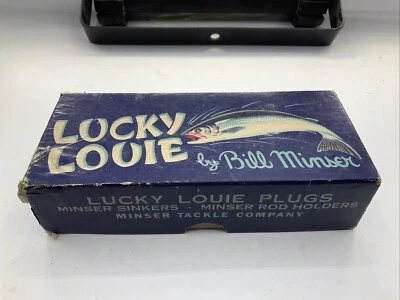 LUCKY
LOUIE by Bill Minser
LUCKY LOUIE PLUGS
MINSER SINKERS - MINSER ROD HOLDERS
MINSER TACKLE COMPANY